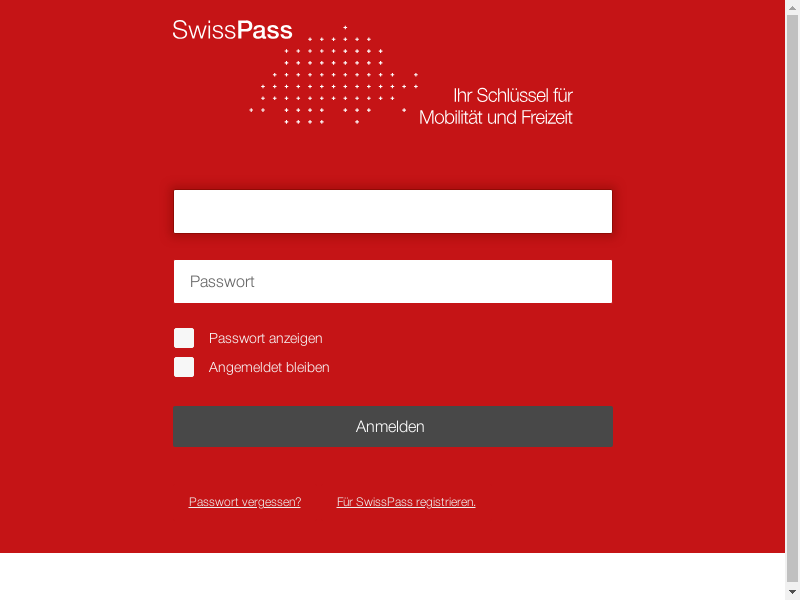 SwissPass
Ihr Schlüssel für
Mobilität und Freizeit
Passwort
Passwort anzeigen
Angemeldet bleiben
Anmelden
Passwort vergessen?
Für SwissPass registrieren.